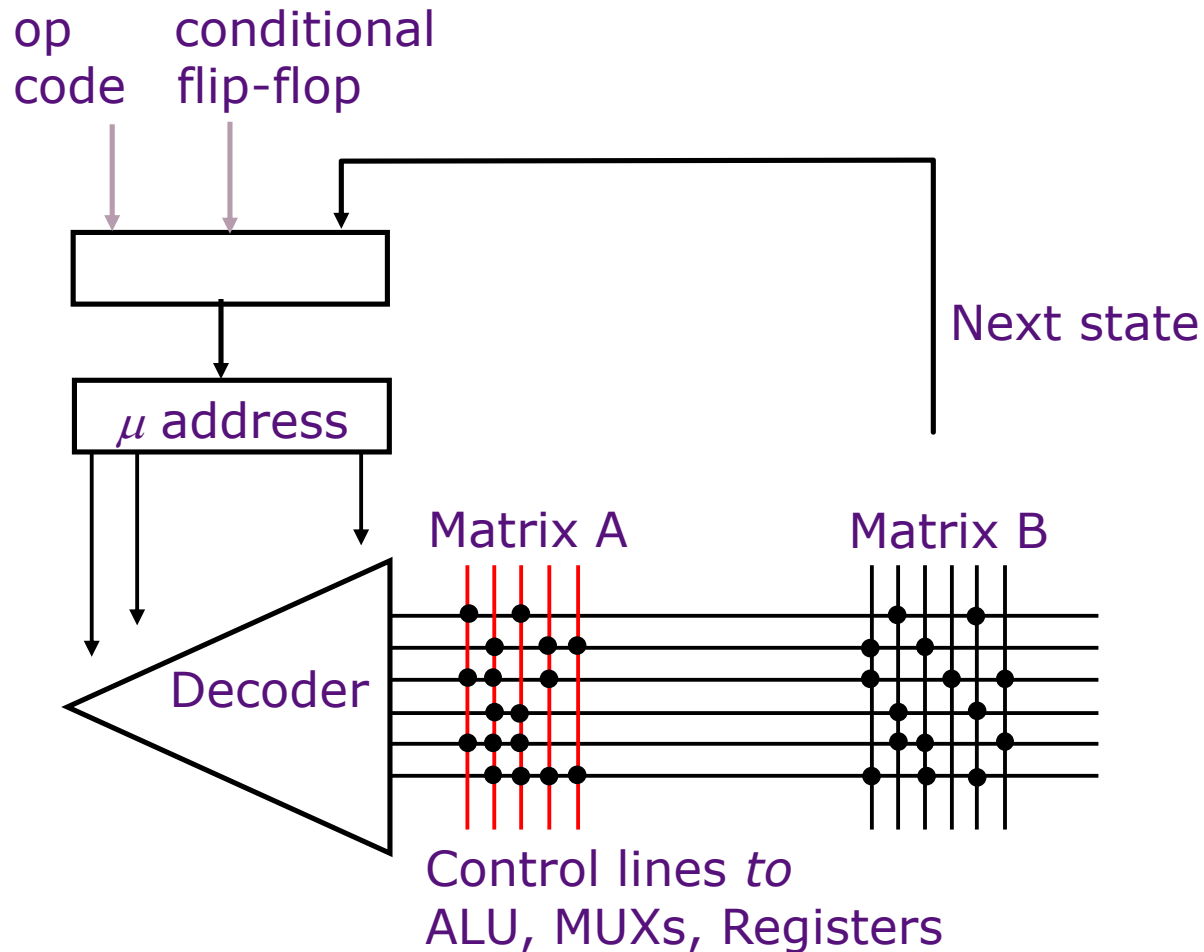 op conditional
code flip-flop
Next state
μ address
Matrix A Matrix B
Decoder
Control lines to
ALU, MUXs, Registers